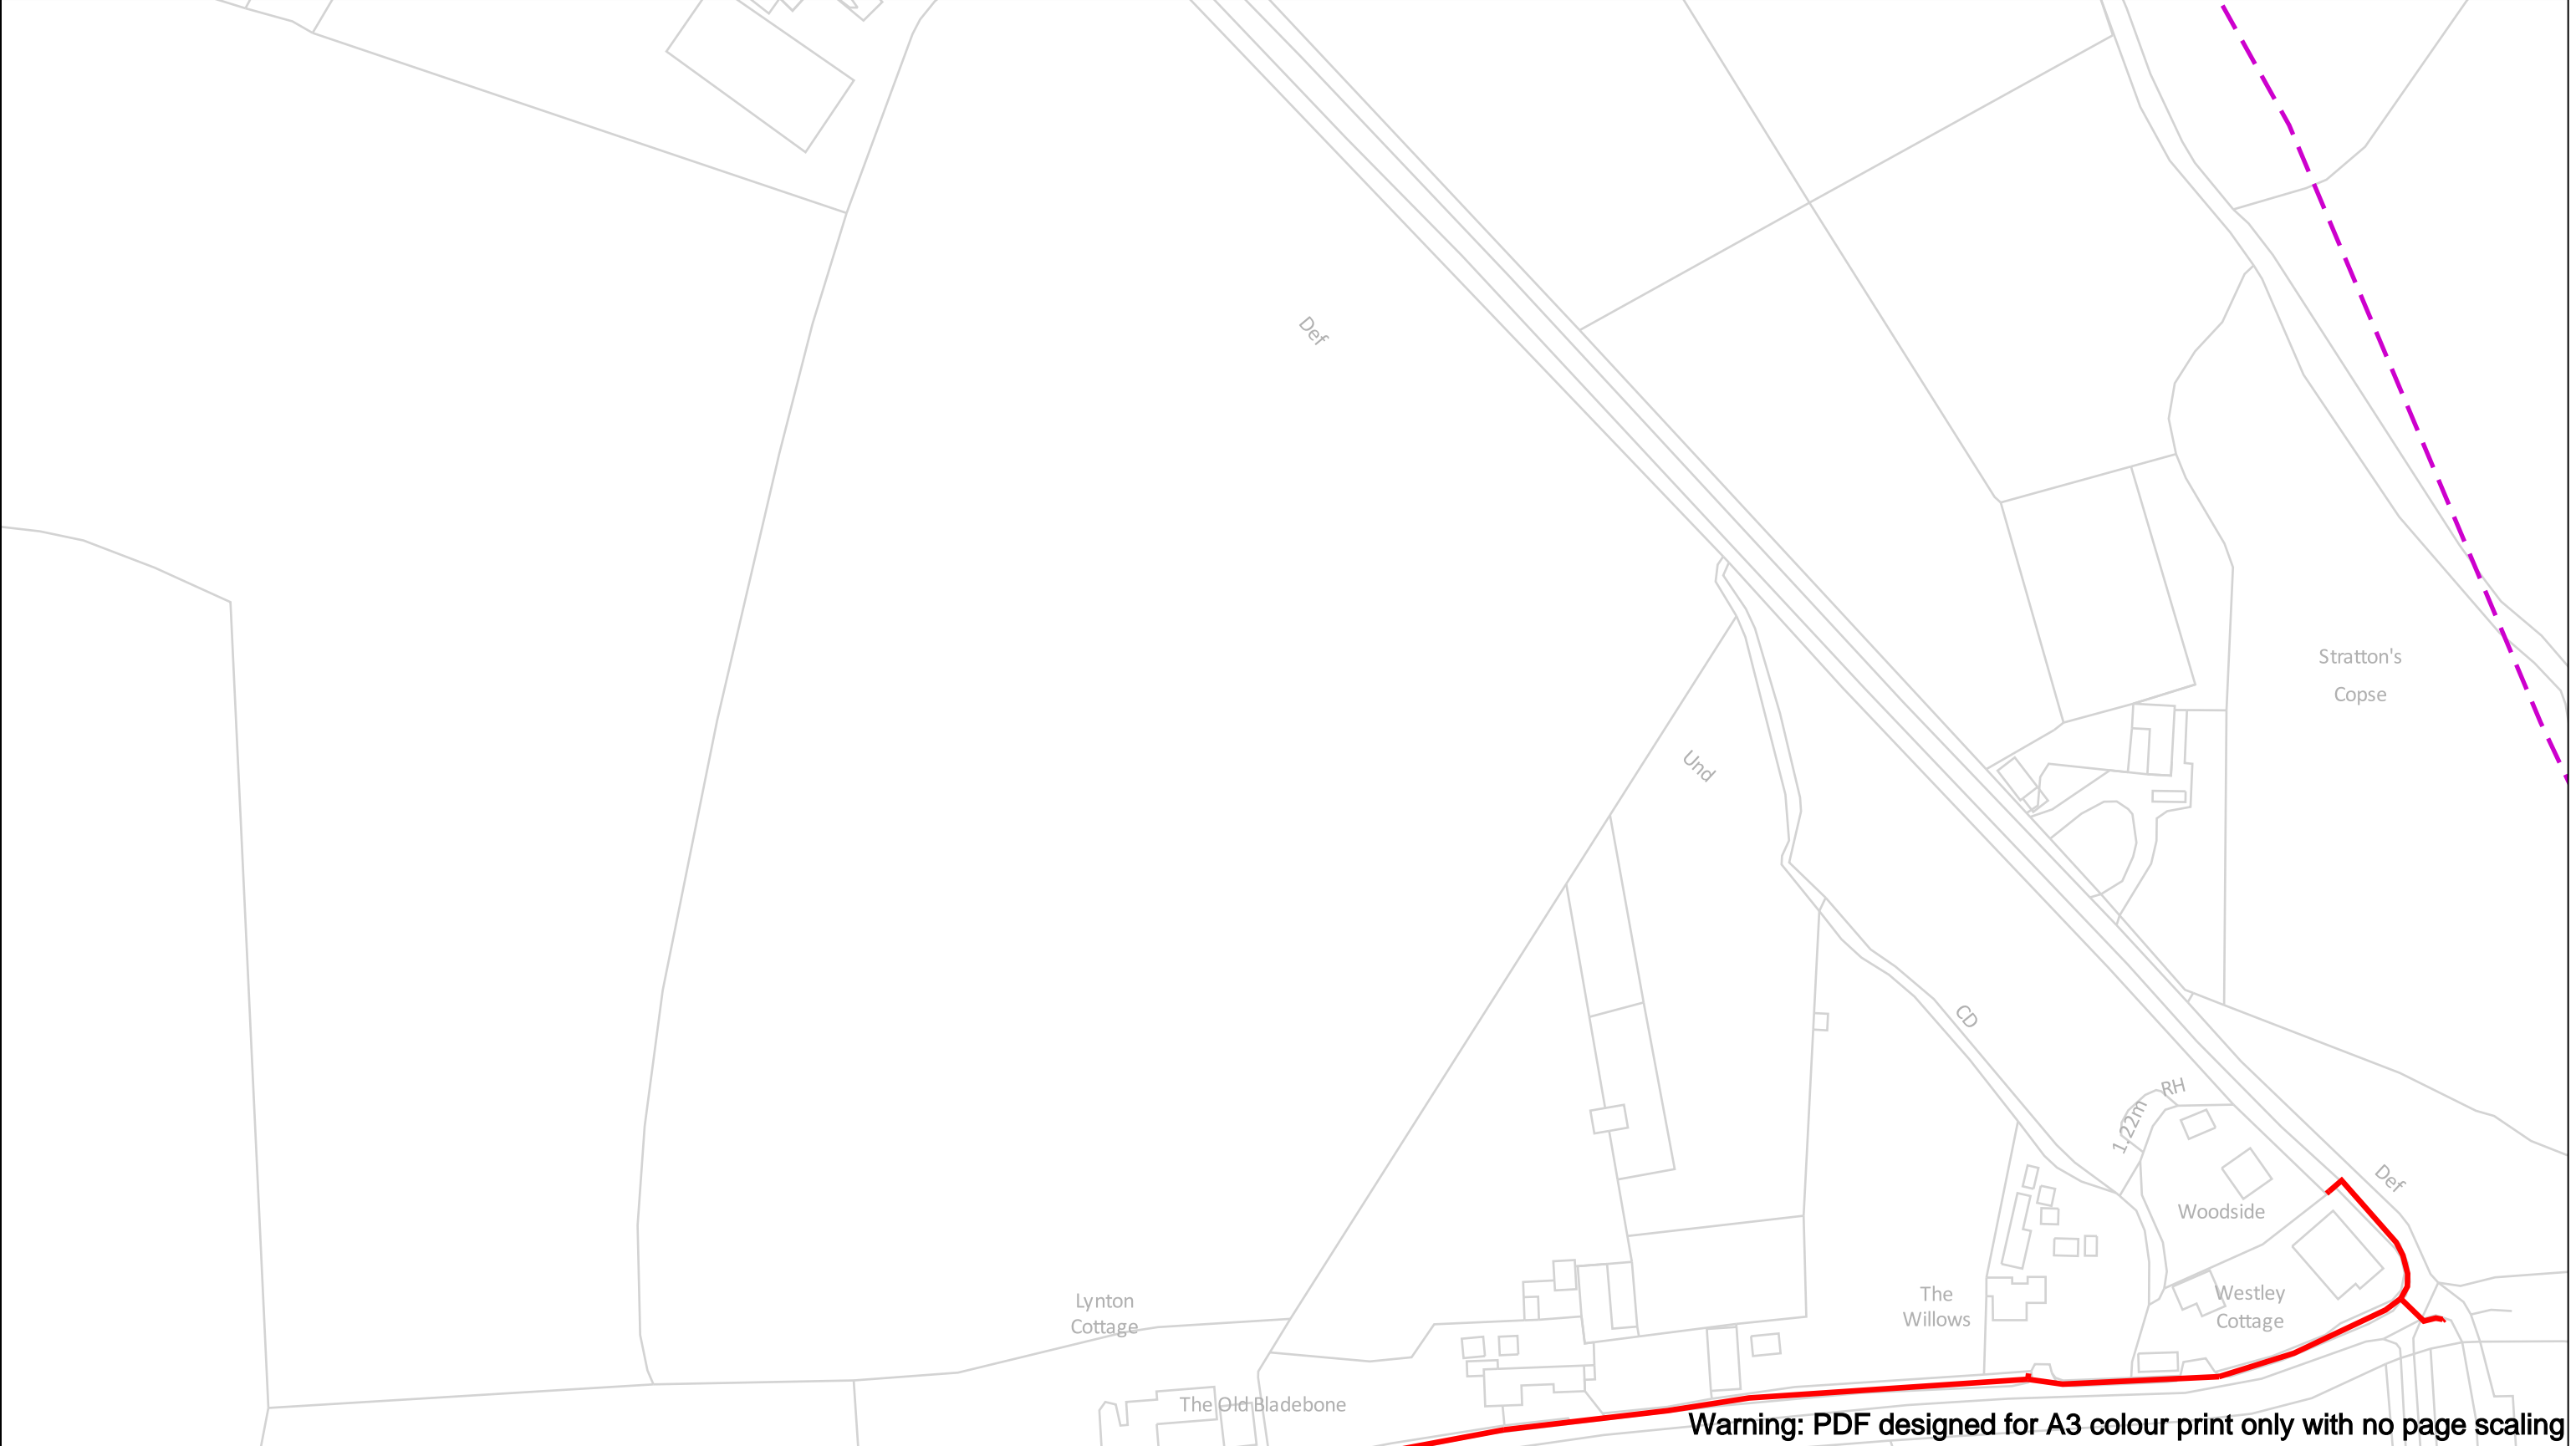 Def
Stratton's
Copse
Und
CD
RH
1.22m
Def
Woodside
Westley
Cottage
The
Willows
Lynton
Cottage
The Old Bladebone
Warning: PDF designed for A3 colour print only with no page scaling